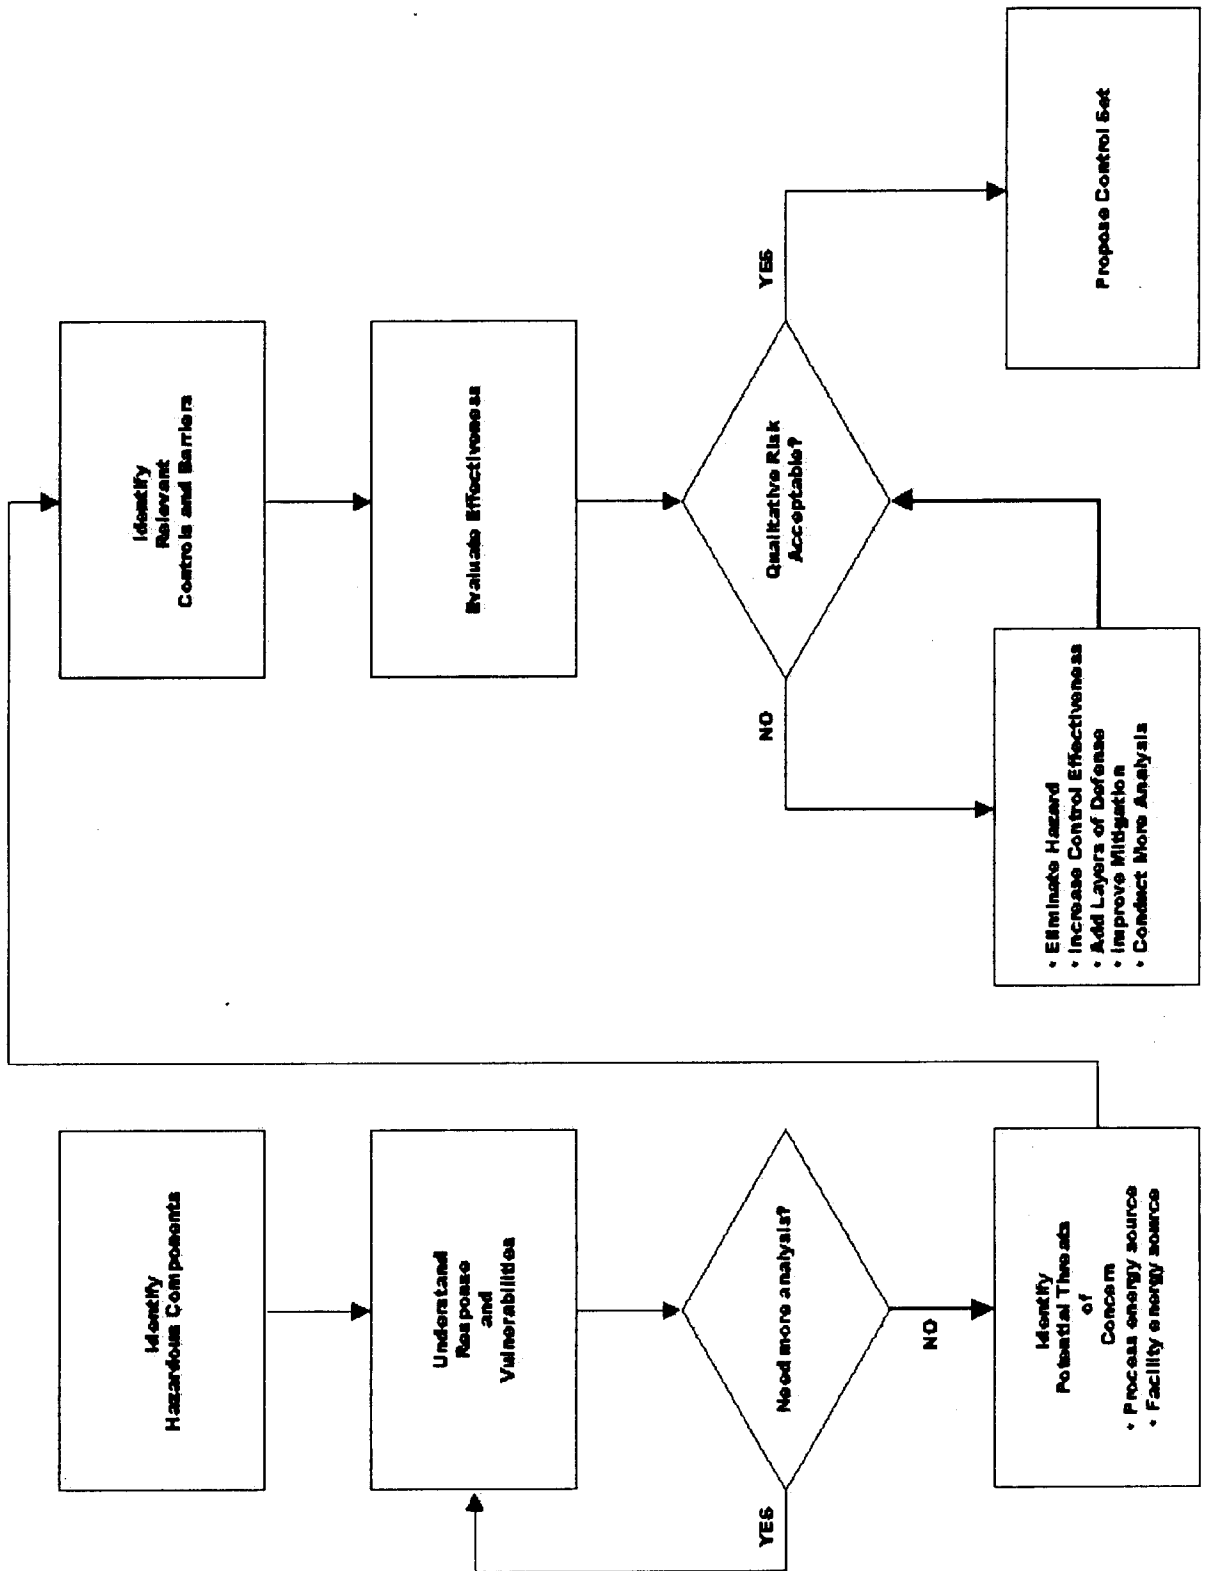 Identify
Hazardous Components
Understand
Response
and
Vulnerabilities
Need more analysis?
YES
NO
Identify
Potential Threats
of
Concern
• Process energy source
• Facility energy source
Identify
Relevant
Controls and Barriers
Evaluate Effectiveness
Qualitative Risk
Acceptable?
NO
YES
• Eliminate Hazard
• Increase Control Effectiveness
• Add Layers of Defense
• Improve Mitigation
• Conduct More Analysis
Propose Control Set